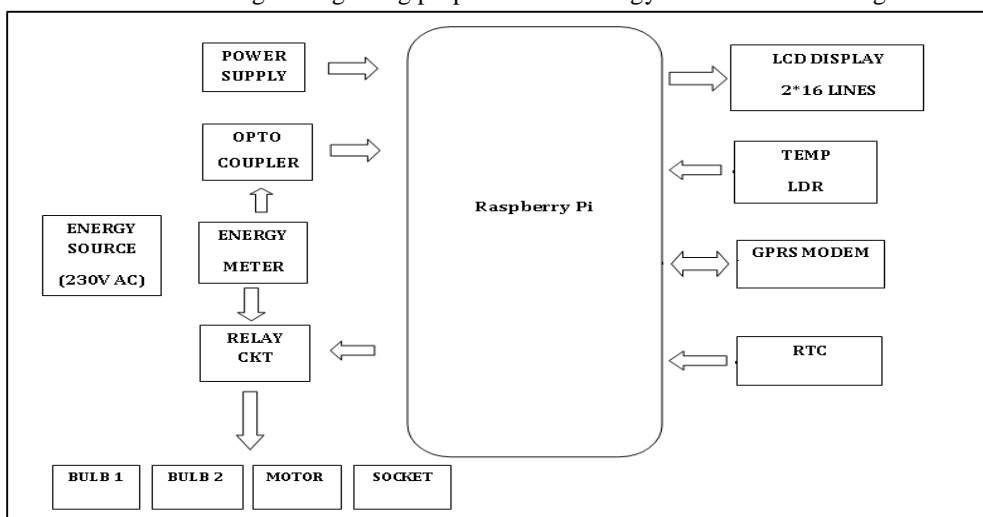 POWER
SUPPLY
LCD DISPLAY
2*16 LINES
OPTO
COUPLER
TEMP
LDR
Raspberry Pi
ENERGY
SOURCE
(230V AC)
ENERGY
METER
GPRS MODEM
RELAY
CKT
RTC
BULB 1
BULB 2
MOTOR
SOCKET